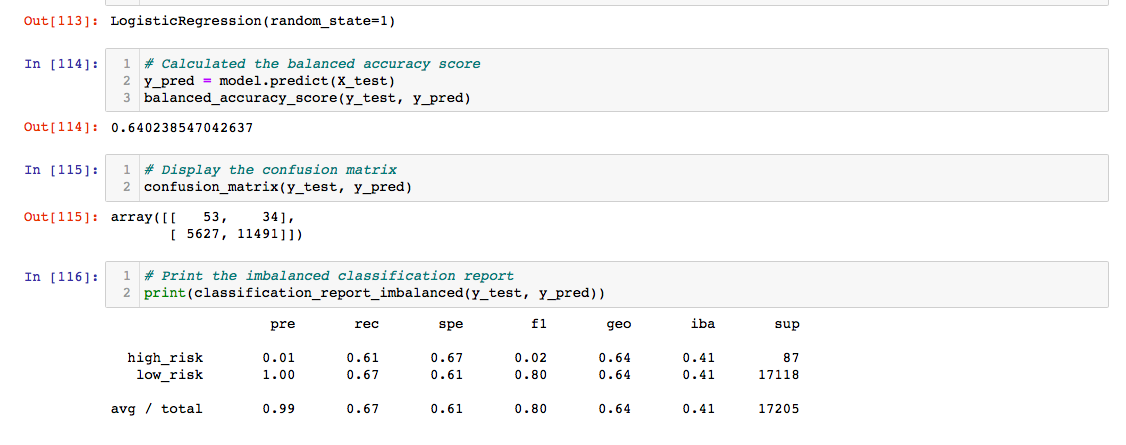 Out[113]: LogisticRegression(random_state=1)
In [114]: 1 # Calculated the balanced accuracy score
2 y_pred = model.predict(X_test)
3 balanced_accuracy_score(y_test, y_pred)
Out[114]: 0.640238547042637
In [115]: 1 # Display the confusion matrix
2 confusion_matrix(y_test, y_pred)
Out[115]: array([[   53,    34],
[ 5627, 11491]])
In [116]: 1 # Print the imbalanced classification report
2 print(classification_report_imbalanced(y_test, y_pred))
pre rec spe f1 geo iba sup
high_risk 0.01 0.61 0.67 0.02 0.64 0.41 87
low_risk 1.00 0.67 0.61 0.80 0.64 0.41 17118
avg / total 0.99 0.67 0.61 0.80 0.64 0.41 17205